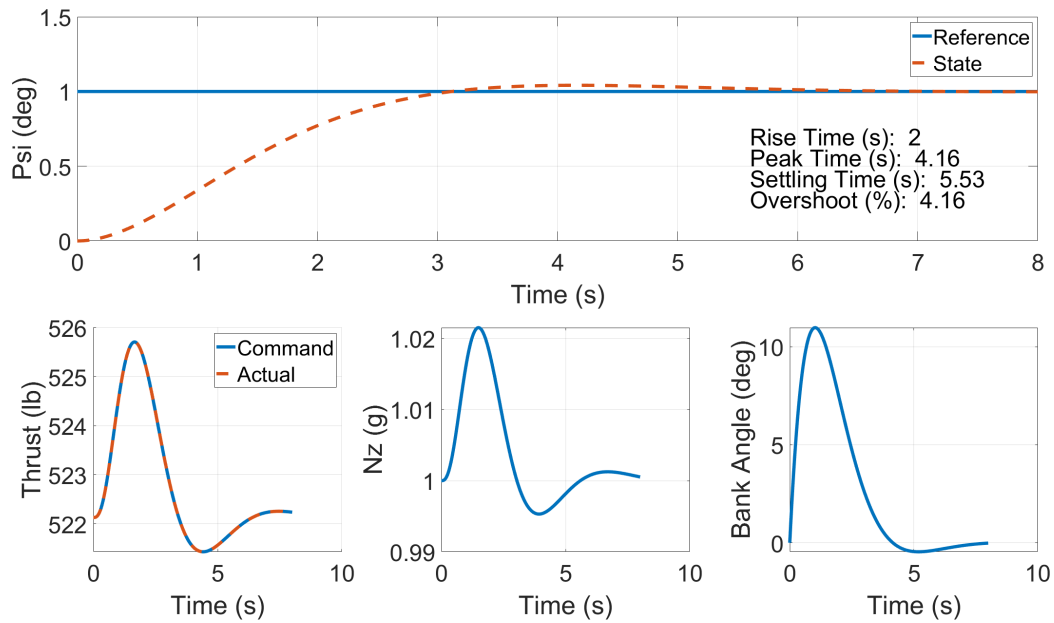 1.5
1
0.5
0
Psi (deg)
Reference
State
Rise Time (s): 2
Peak Time (s): 4.16
Settling Time (s): 5.53
Overshoot (%): 4.16
0 1 2 3 4 5 6 7 8
Time (s)
526
525
524
523
522
Thrust (lb)
Command
Actual
0 5 10
Time (s)
1.02
1.01
1
0.99
Nz (g)
0 5 10
Time (s)
10
5
0
Bank Angle (deg)
0 5 10
Time (s)